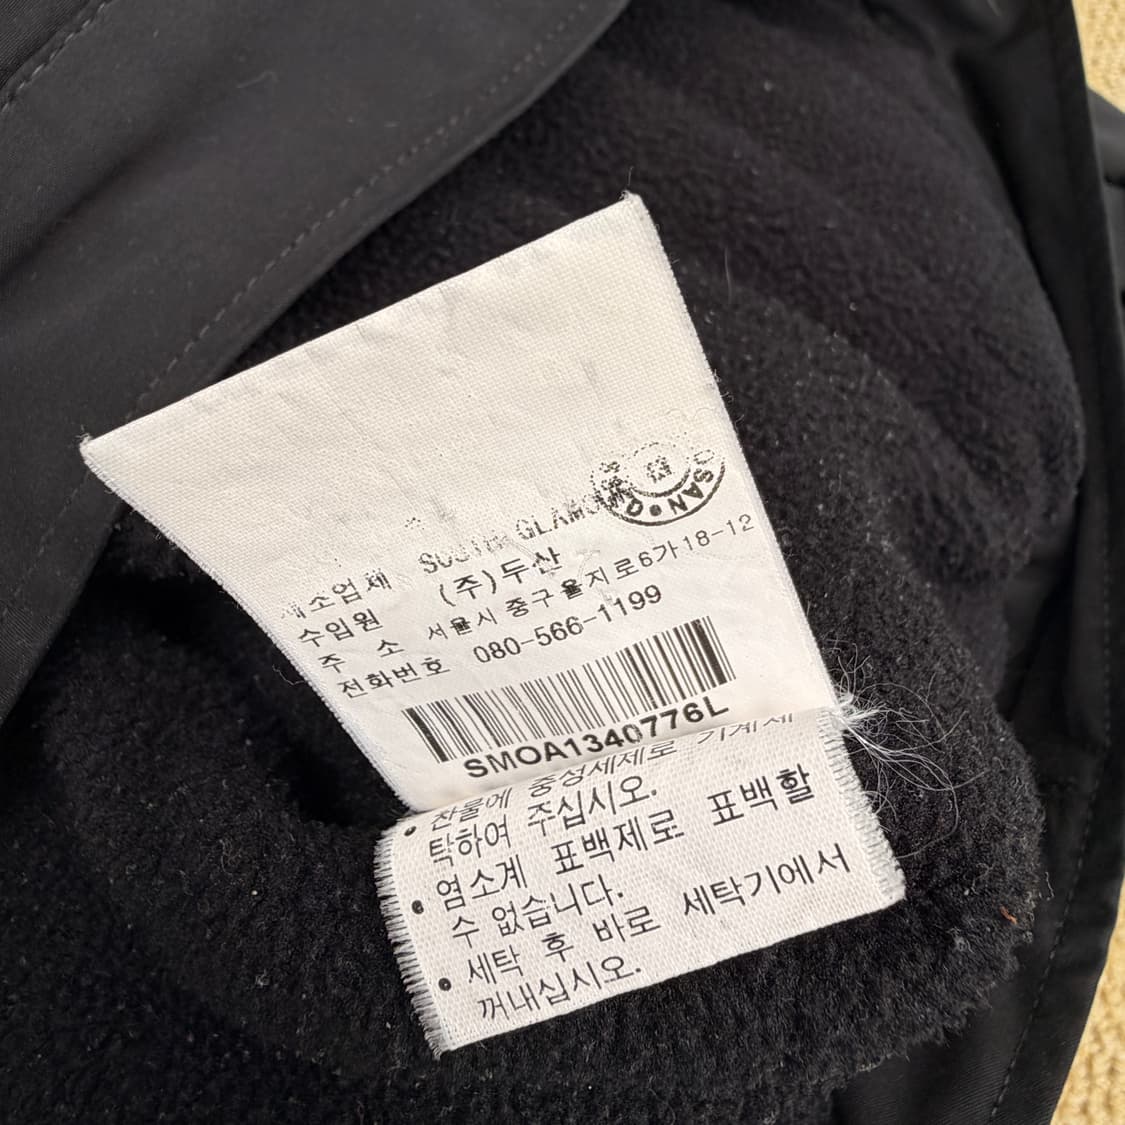 SAN
제조업체 SOUTH GLAMOUR
수입원 (주)두산
주 소 서울시 중구 을지로6가 18-12
전화번호 080-566-1199
SMOA1340776L
• 찬물에 중성세제로 기계세
탁하여 주십시오.
• 염소계 표백제로 표백할
수 없습니다.
• 세탁 후 바로 세탁기에서
꺼내십시오.